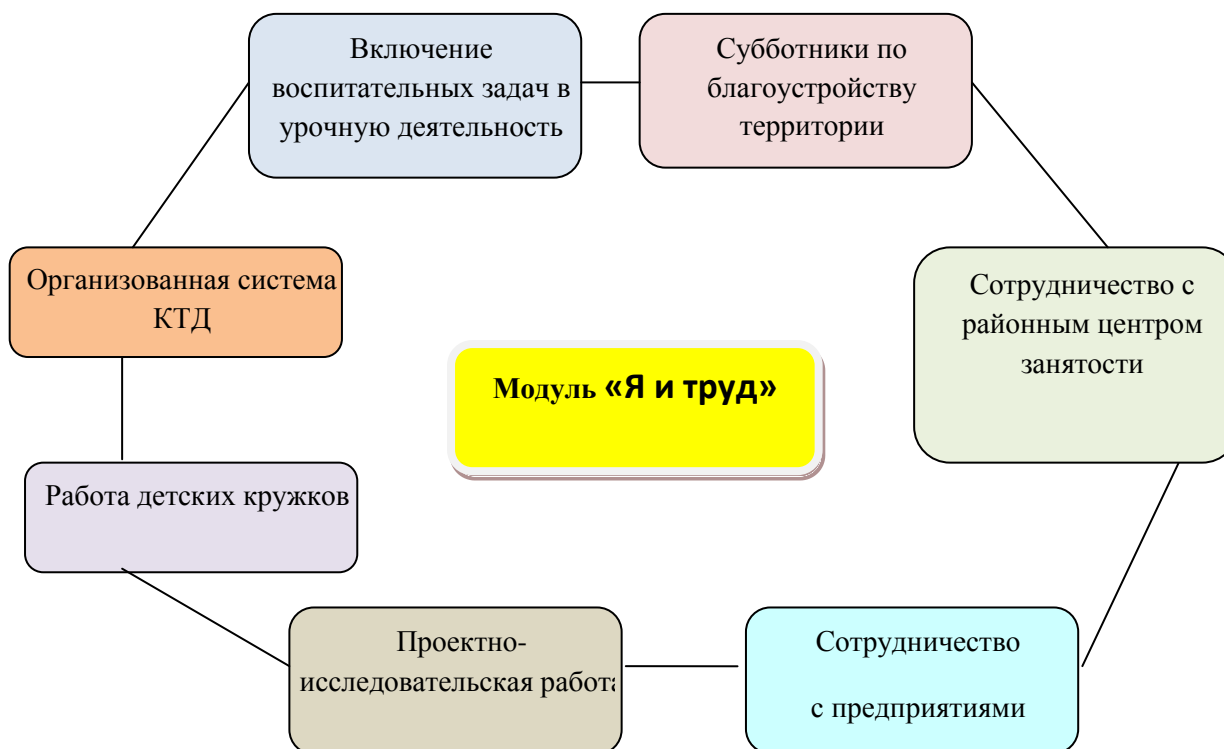 Включение
воспитательных задач в
урочную деятельность
Субботники по
благоустройству
территории
Организованная система
КТД
Сотрудничество с
районным центром
занятости
Модуль «Я и труд»
Работа детских кружков
Проектно-
исследовательская работа
Сотрудничество
с предприятиями